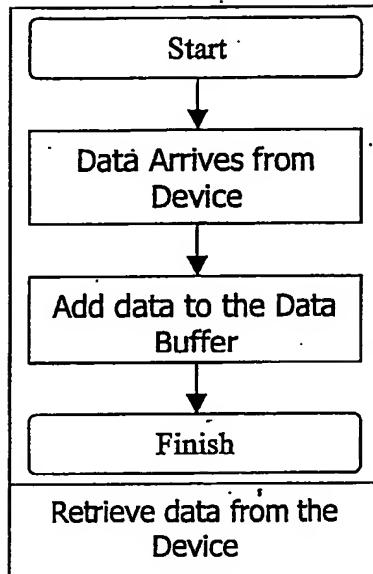 Start
Data Arrives from
Device
Add data to the Data
Buffer
Finish
Retrieve data from the
Device